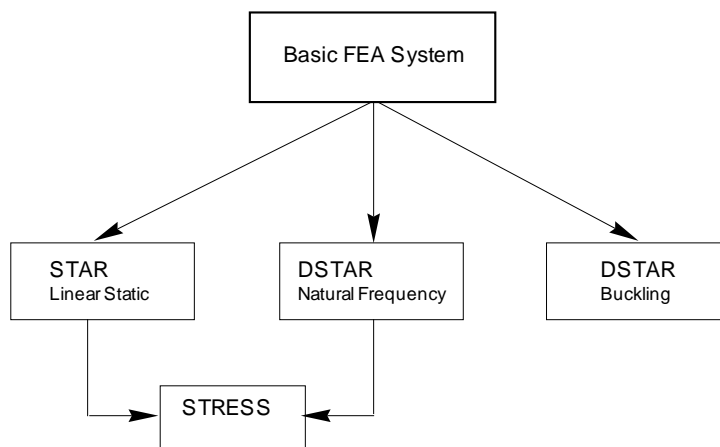 Basic FEA System
STAR
Linear Static
DSTAR
Natural Frequency
DSTAR
Buckling
STRESS